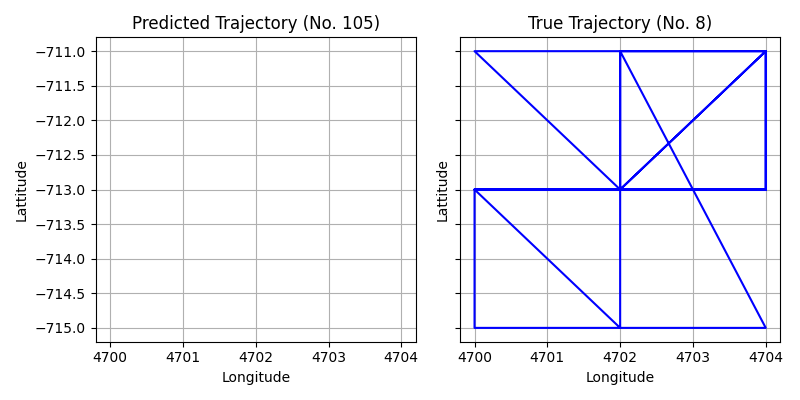 Predicted Trajectory (No. 105)
True Trajectory (No. 8)
−711.0
−711.5
−712.0
−712.5
−713.0
−713.5
−714.0
−714.5
−715.0
Lattitude
Lattitude
4700 4701 4702 4703 4704
4700 4701 4702 4703 4704
Longitude
Longitude